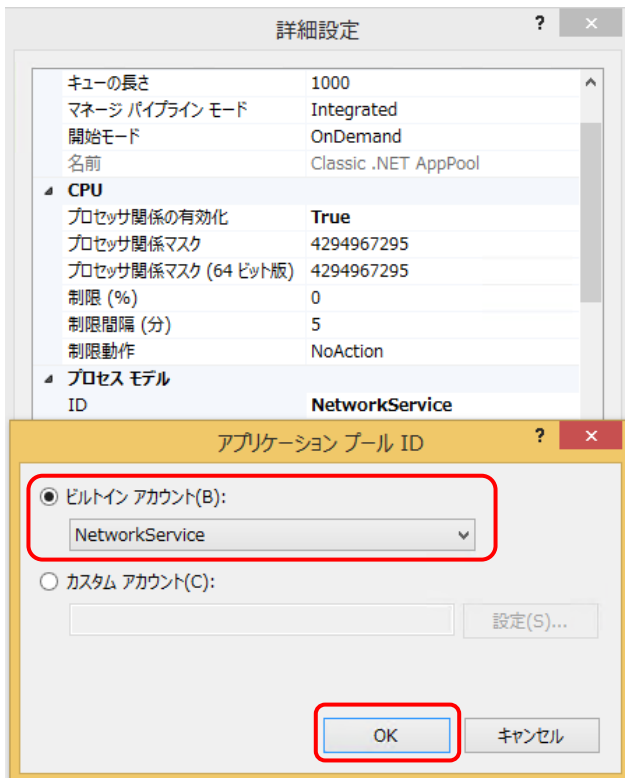 詳細設定
? ×
キューの長さ 1000
マネージ パイプライン モード Integrated
開始モード OnDemand
名前 Classic .NET AppPool
CPU
プロセッサ関係の有効化 True
プロセッサ関係マスク 4294967295
プロセッサ関係マスク (64 ビット版) 4294967295
制限 (%) 0
制限間隔 (分) 5
制限動作 NoAction
プロセス モデル
ID NetworkService
アプリケーション プール ID
? ×
ビルトイン アカウント(B):
NetworkService
カスタム アカウント(C):
設定(S)...
OK キャンセル